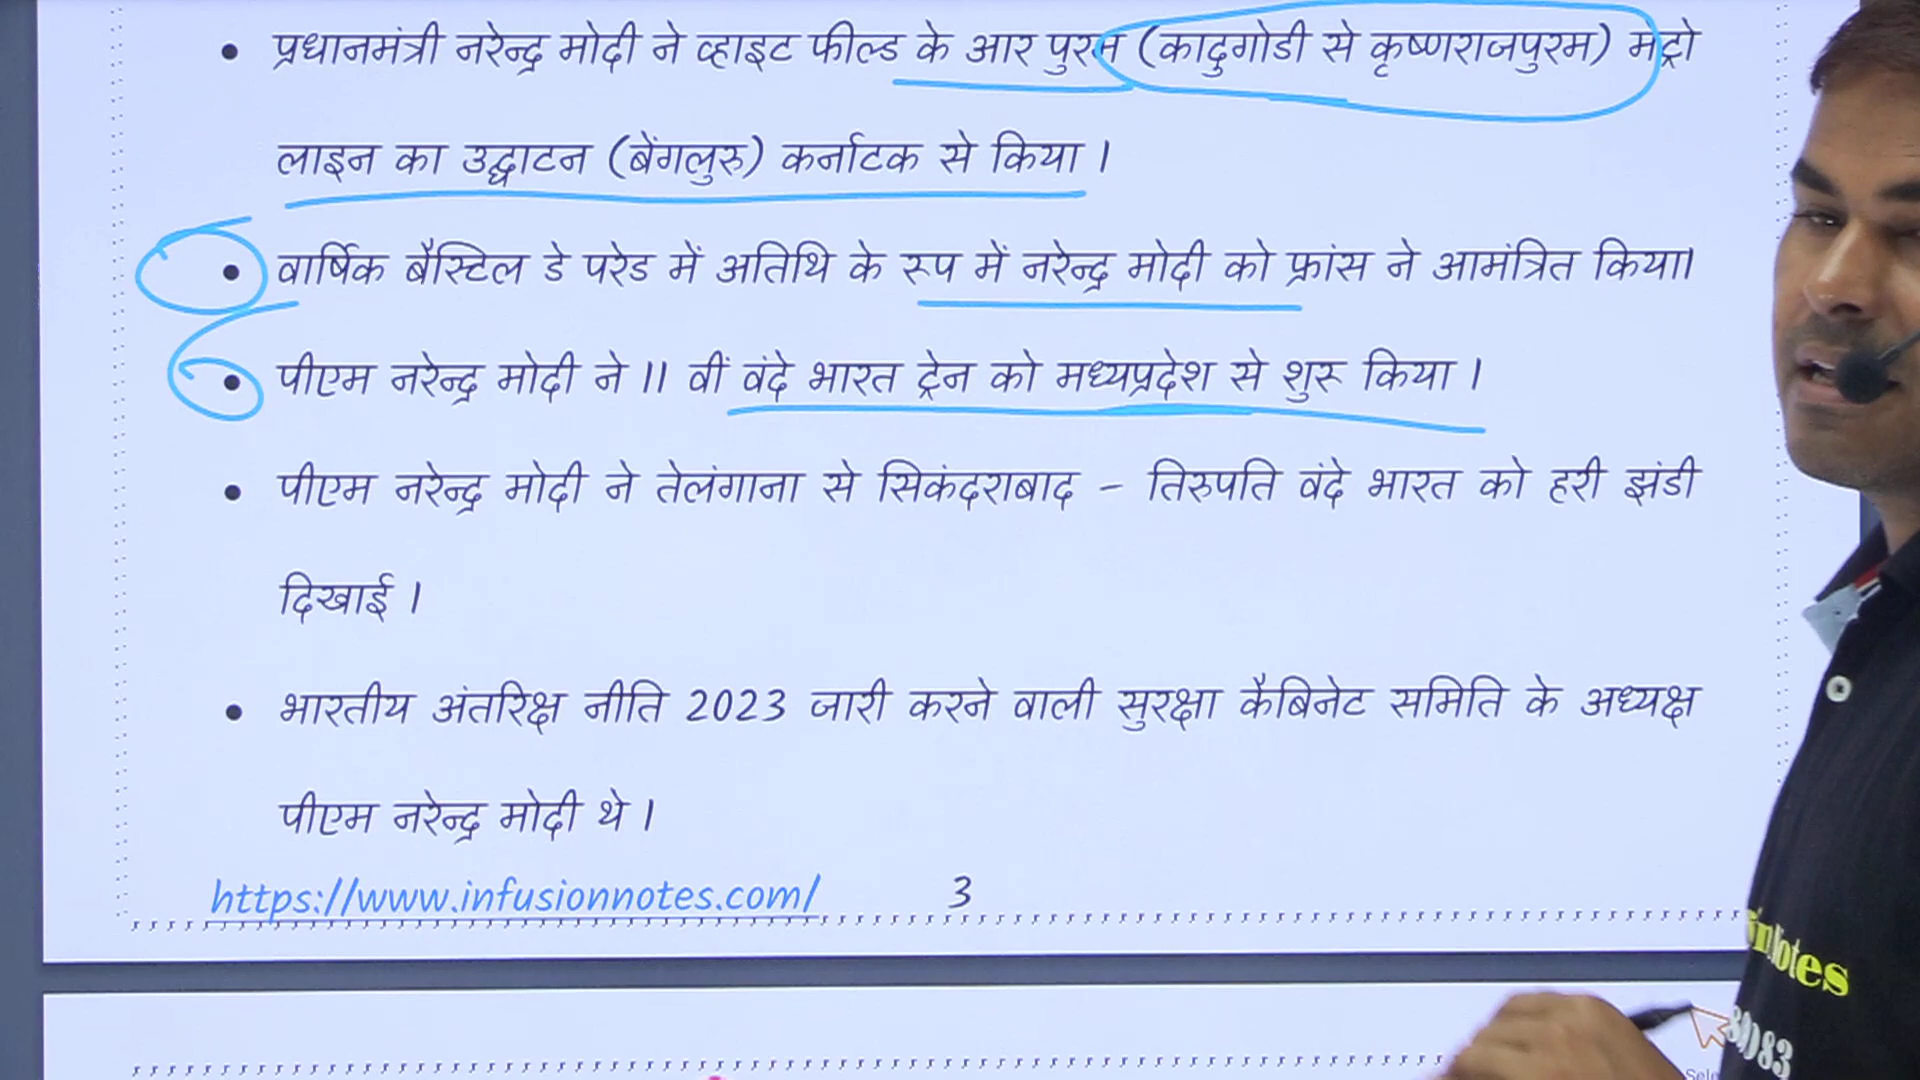 • प्रधानमंत्री नरेन्द्र मोदी ने व्हाइट फील्ड के आर पुरम (कादुगोडी से कृष्णराजपुरम) मेट्रो
लाइन का उद्घाटन (बेंगलुरु) कर्नाटक से किया ।
• वार्षिक बैस्टिल डे परेड में अतिथि के रूप में नरेन्द्र मोदी को फ्रांस ने आमंत्रित किया।
• पीएम नरेन्द्र मोदी ने 11 वीं वंदे भारत ट्रेन को मध्यप्रदेश से शुरू किया ।
• पीएम नरेन्द्र मोदी ने तेलंगाना से सिकंदराबाद - तिरुपति वंदे भारत को हरी झंडी
दिखाई ।
• भारतीय अंतरिक्ष नीति 2023 जारी करने वाली सुरक्षा कैबिनेट समिति के अध्यक्ष
पीएम नरेन्द्र मोदी थे ।
https://www.infusionnotes.com/ 3